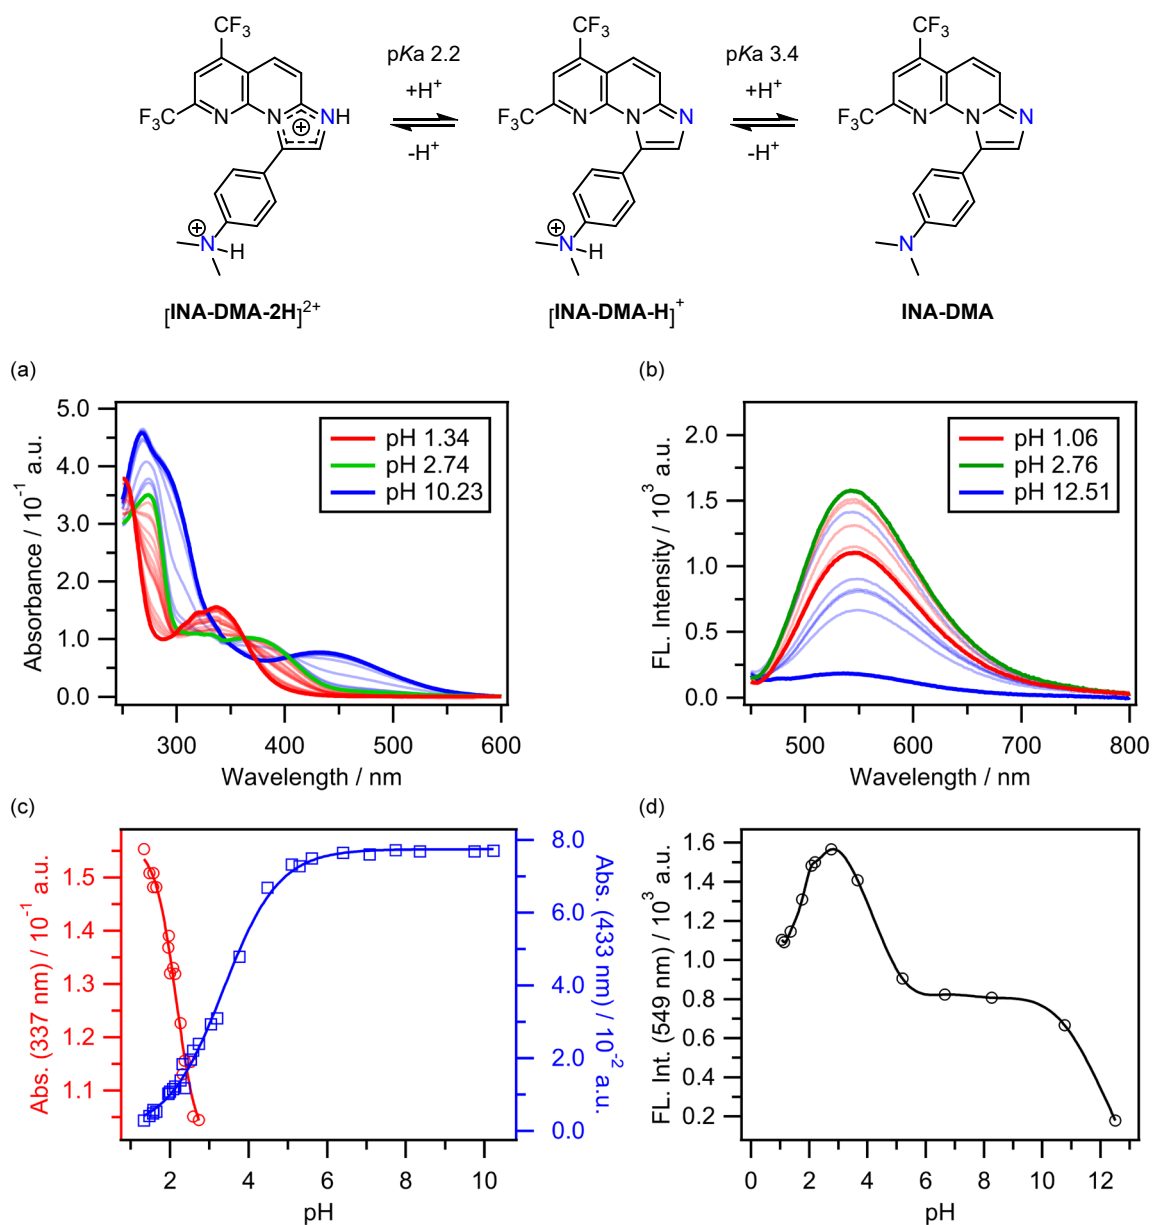 CF3 CF3 CF3
pKa 2.2 pKa 3.4
+H+ +H+
F3C N N NH F3C N N N F3C N N N
-H+ -H+
N H N H N
[INA-DMA-2H]2+ [INA-DMA-H]+ INA-DMA
(a) (b)
5.0
4.0
3.0
2.0
1.0
0.0
Absorbance / 10-1 a.u.
pH 1.34
pH 2.74
pH 10.23
300 400 500 600
Wavelength / nm
2.0
1.5
1.0
0.5
0.0
FL. Intensity / 103 a.u.
pH 1.06
pH 2.76
pH 12.51
500 600 700 800
Wavelength / nm
(c) (d)
1.5
1.4
1.3
1.2
1.1
Abs. (337 nm) / 10-1 a.u.
8.0
6.0
4.0
2.0
0.0
Abs. (433 nm) / 10-2 a.u.
2 4 6 8 10
pH
1.6
1.4
1.2
1.0
0.8
0.6
0.4
0.2
FL. Int. (549 nm) / 103 a.u.
0 2 4 6 8 10 12
pH